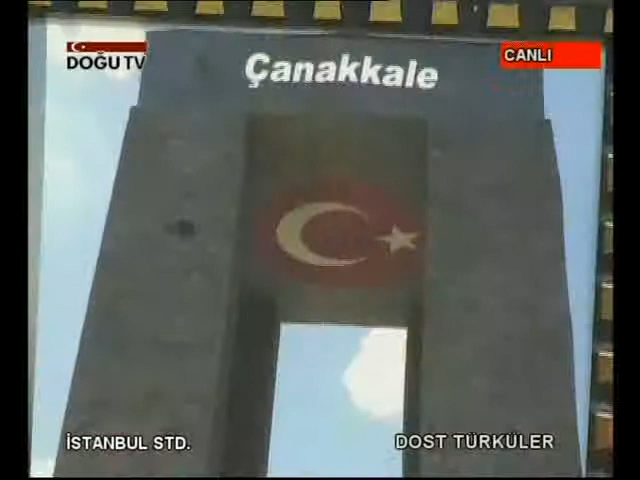 DOĞU TV
CANLI
Çanakkale
İSTANBUL STD.
DOST TÜRKÜLER